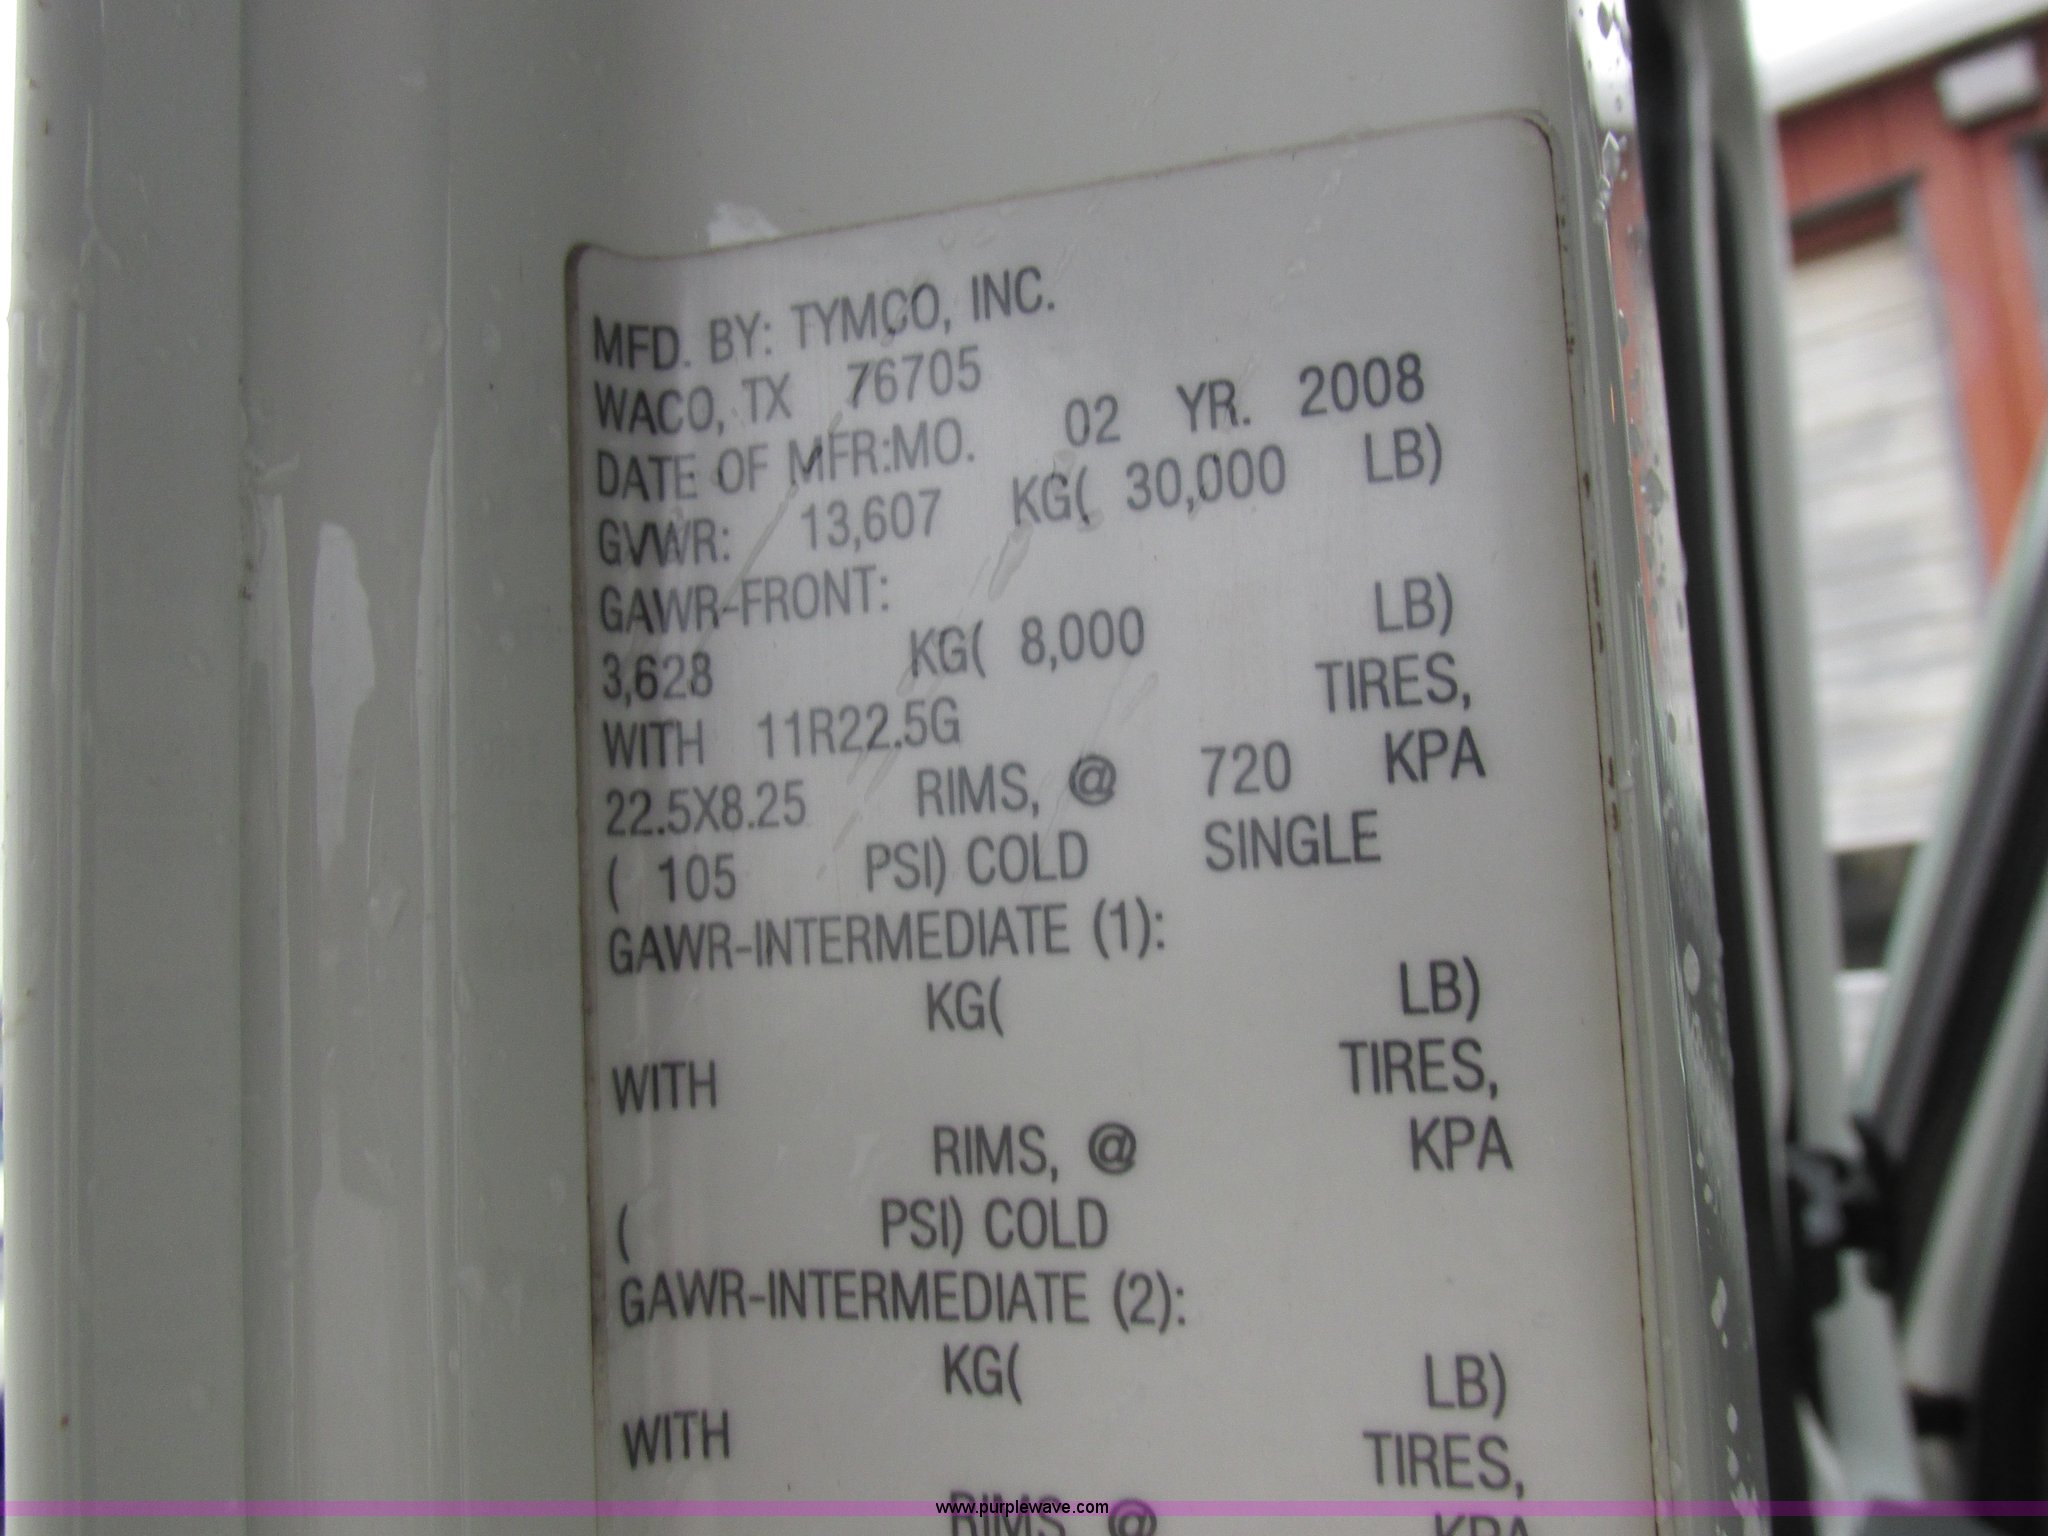 MFD. BY: TYMCO, INC.
WACO, TX 76705
DATE OF MFR:MO. 02 YR. 2008
GVWR: 13,607 KG( 30,000 LB)
GAWR-FRONT:
3,628 KG( 8,000 LB)
WITH 11R22.5G TIRES,
22.5X8.25 RIMS, @ 720 KPA
( 105 PSI) COLD SINGLE
GAWR-INTERMEDIATE (1):
KG( LB)
WITH TIRES,
RIMS, @ KPA
( PSI) COLD
GAWR-INTERMEDIATE (2):
KG( LB)
WITH TIRES,
RIMS, @ KPA
www.purplewave.com